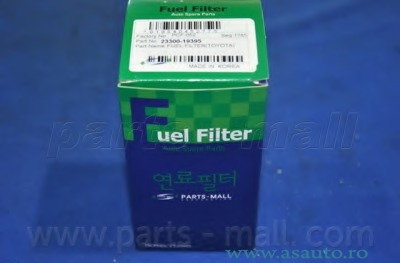 Fuel Filter
Auto Spare Parts
Part No. 23300-19395
Part Name FUEL FILTER(TOYOTA)
MADE IN KOREA
Fuel Filter
Auto Spare Parts
연료필터
PARTS-MALL
www.parts-mall.com
www.asauto.ro